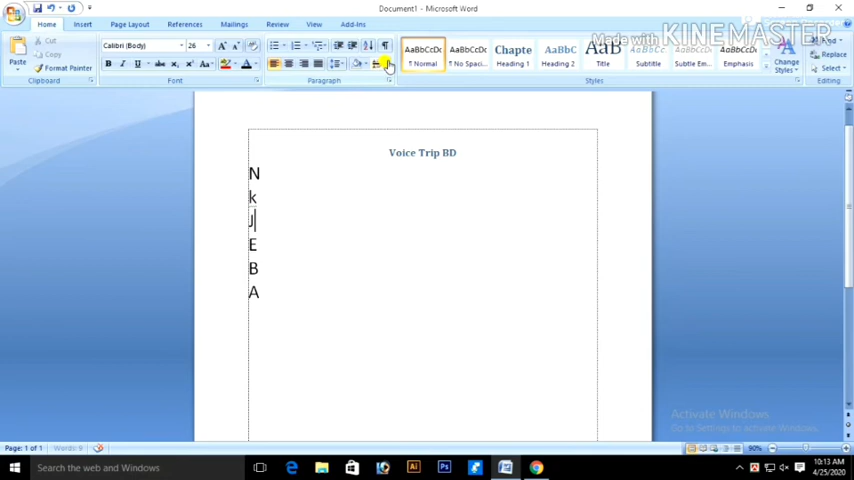 Document1 - Microsoft Word
Home Insert Page Layout References Mailings Review View Add-Ins
Made with KINEMASTER
Paste
Cut
Copy
Format Painter
Clipboard
Calibri (Body) 26
Font
Paragraph
AaBbCcDc AaBbCcDc Chapte AaBbC AaB AaBbCcDc AaBbCcDc AaBbCcDc
¶ Normal ¶ No Spaci... Heading 1 Heading 2 Title Subtitle Subtle Em... Emphasis
Change Styles
Styles
Find
Replace
Select
Editing
Voice Trip BD
N
k
J
E
B
A
Activate Windows
Go to Settings to activate Windows.
Page: 1 of 1 Words: 9
90%
Search the web and Windows
10:13 AM
4/25/2020